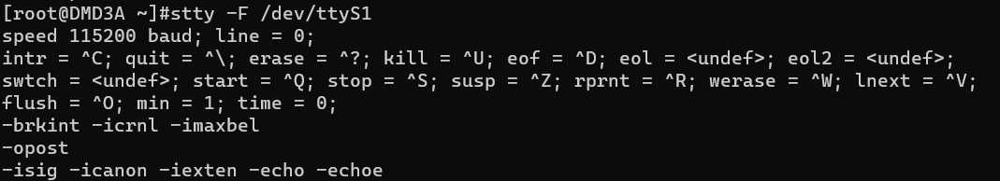 [root@DMD3A ~]#stty -F /dev/ttyS1
speed 115200 baud; line = 0;
intr = ^C; quit = ^\; erase = ^?; kill = ^U; eof = ^D; eol = <undef>; eol2 = <undef>;
swtch = <undef>; start = ^Q; stop = ^S; susp = ^Z; rprnt = ^R; werase = ^W; lnext = ^V;
flush = ^O; min = 1; time = 0;
-brkint -icrnl -imaxbel
-opost
-isig -icanon -iexten -echo -echoe